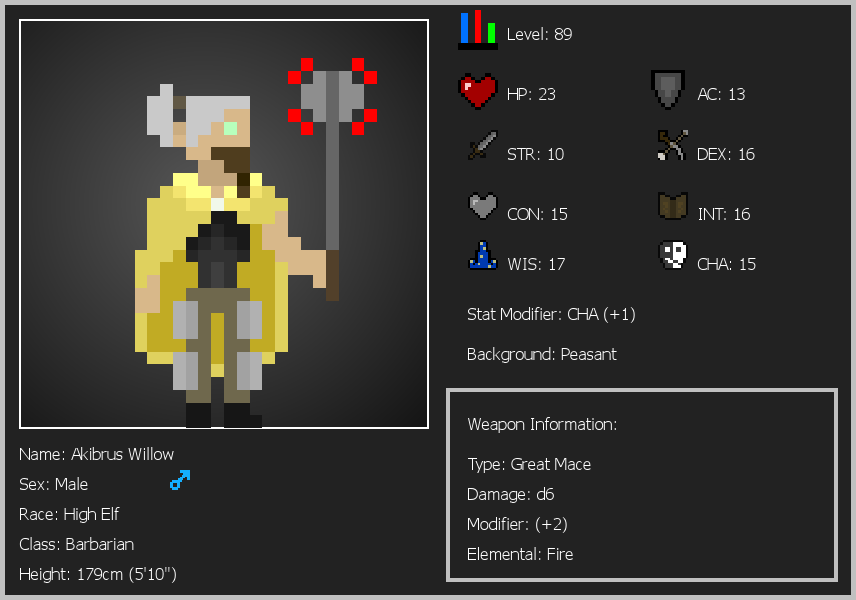 Level: 89
HP: 23
AC: 13
STR: 10
DEX: 16
CON: 15
INT: 16
WIS: 17
CHA: 15
Stat Modifier: CHA (+1)
Background: Peasant
Weapon Information:
Type: Great Mace
Damage: d6
Modifier: (+2)
Elemental: Fire
Name: Akibrus Willow
Sex: Male
Race: High Elf
Class: Barbarian
Height: 179cm (5'10")